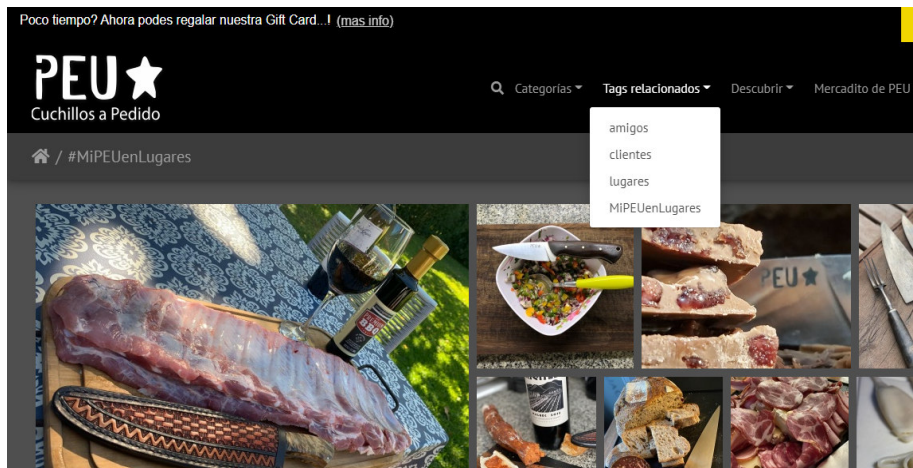 Poco tiempo? Ahora podes regalar nuestra Gift Card...! (mas info)
PEU
Cuchillos a Pedido
Categorías Tags relacionados Descubrir Mercadito de PEU
amigos
clientes
lugares
MiPEUenLugares
/ #MiPEUenLugares
BBQ
PEU